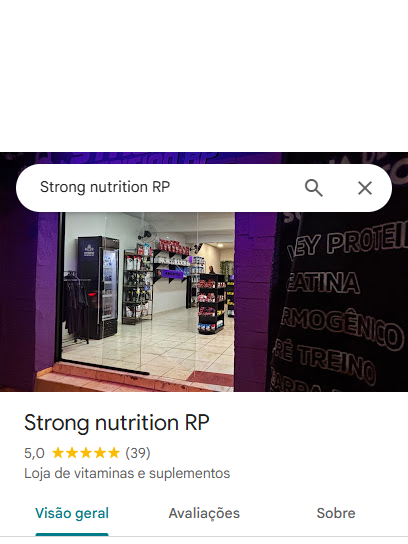 Strong nutrition RP
EY PROTEI
EATINA
RMOGÊNICO
RÉ TREINO
Strong nutrition RP
5,0 (39)
Loja de vitaminas e suplementos
Visão geral Avaliações Sobre